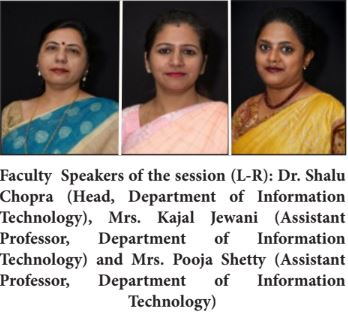 Faculty Speakers of the session (L-R): Dr. Shalu
Chopra (Head, Department of Information
Technology), Mrs. Kajal Jewani (Assistant
Professor, Department of Information
Technology) and Mrs. Pooja Shetty (Assistant
Professor, Department of Information
Technology)